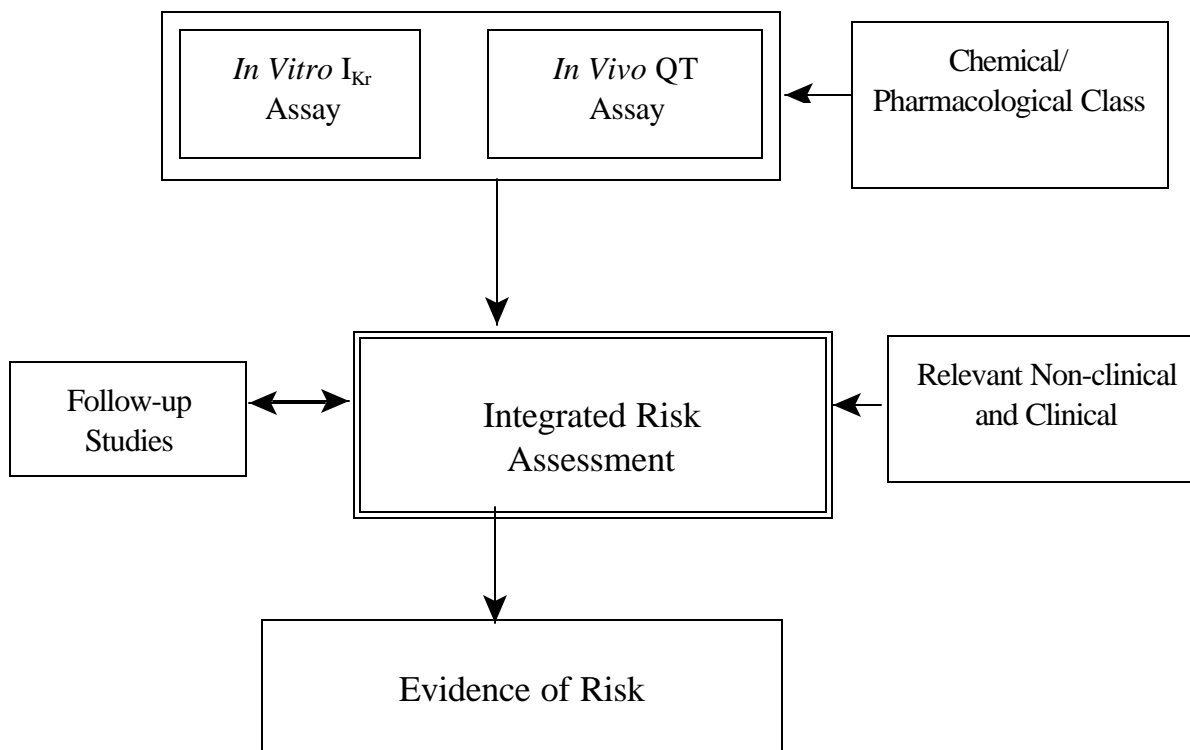 In Vitro IKr
Assay
In Vivo QT
Assay
Chemical/
Pharmacological Class
Follow-up
Studies
Integrated Risk
Assessment
Relevant Non-clinical
and Clinical
Evidence of Risk